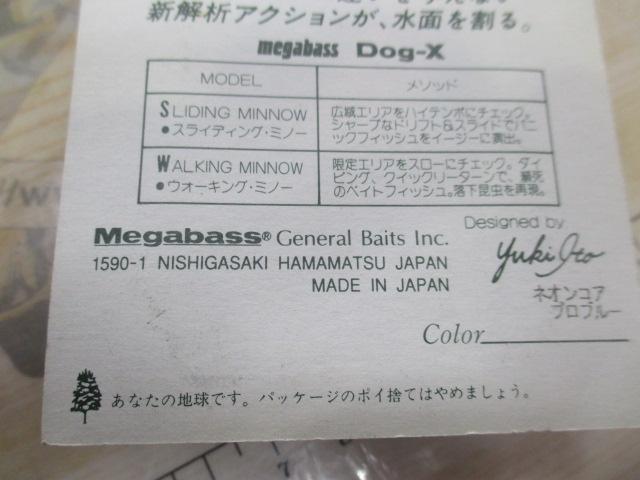 新解析アクションが、水面を割る。
megabass Dog-X
MODEL メソッド
SLIDING MINNOW
●スライディング・ミノー
広域エリアをハイテンポにチェック。
シャープなドリフト&スライドでパニ
ックフィッシュをイージーに演出。
WALKING MINNOW
●ウォーキング・ミノー
限定エリアをスローにチェック。ダイ
ビング、クイックリターンで、瀕死
のベイトフィッシュ。落下昆虫を再現。
Megabass® General Baits Inc.
1590-1 NISHIGASAKI HAMAMATSU JAPAN
MADE IN JAPAN
Designed by
Yuki Ito
ネオンコア
プロブルー
Color
あなたの地球です。パッケージのポイ捨てはやめましょう。
7